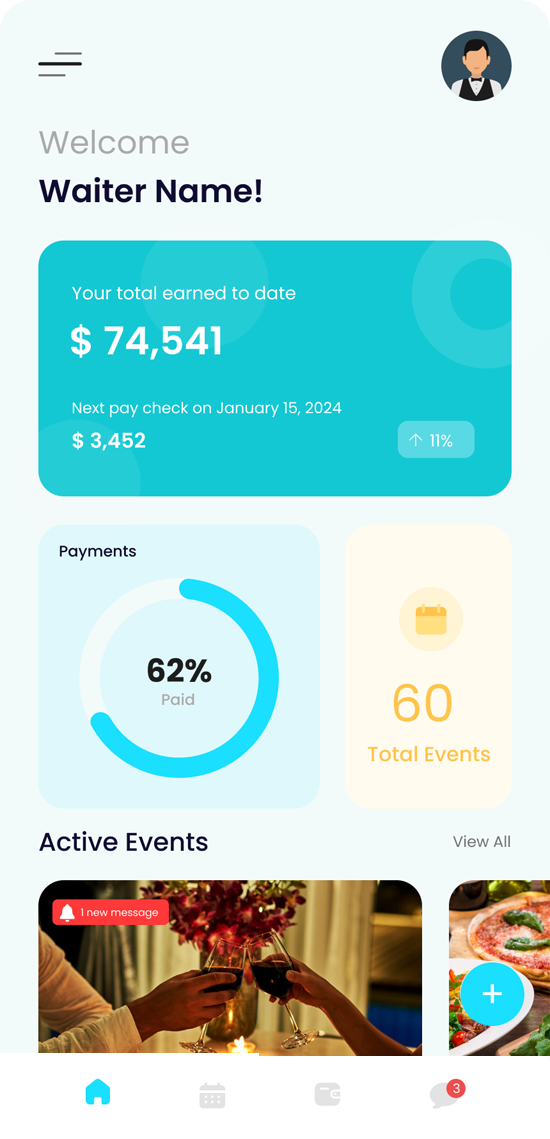 Welcome
Waiter Name!
Your total earned to date
$ 74,541
Next pay check on January 15, 2024
$ 3,452
↑ 11%
Payments
62%
Paid
60
Total Events
Active Events
View All
1 new message
+
3